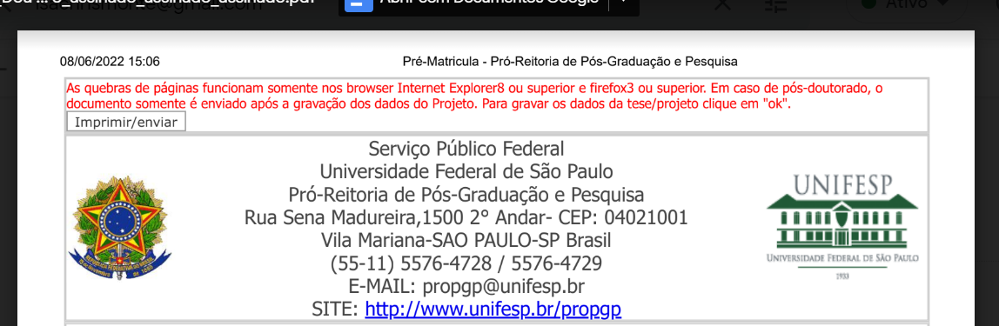 assinado_assinado_assinado.pdf
Abrir com Documentos Google
Ativo
08/06/2022 15:06
Pré-Matricula - Pró-Reitoria de Pós-Graduação e Pesquisa
As quebras de páginas funcionam somente nos browser Internet Explorer8 ou superior e firefox3 ou superior. Em caso de pós-doutorado, o
documento somente é enviado após a gravação dos dados do Projeto. Para gravar os dados da tese/projeto clique em "ok".
Imprimir/enviar
Serviço Público Federal
Universidade Federal de São Paulo
Pró-Reitoria de Pós-Graduação e Pesquisa
Rua Sena Madureira,1500 2° Andar- CEP: 04021001
Vila Mariana-SAO PAULO-SP Brasil
(55-11) 5576-4728 / 5576-4729
E-MAIL: propgp@unifesp.br
SITE: http://www.unifesp.br/propgp
UNIFESP
UNIVERSIDADE FEDERAL DE SÃO PAULO
1933